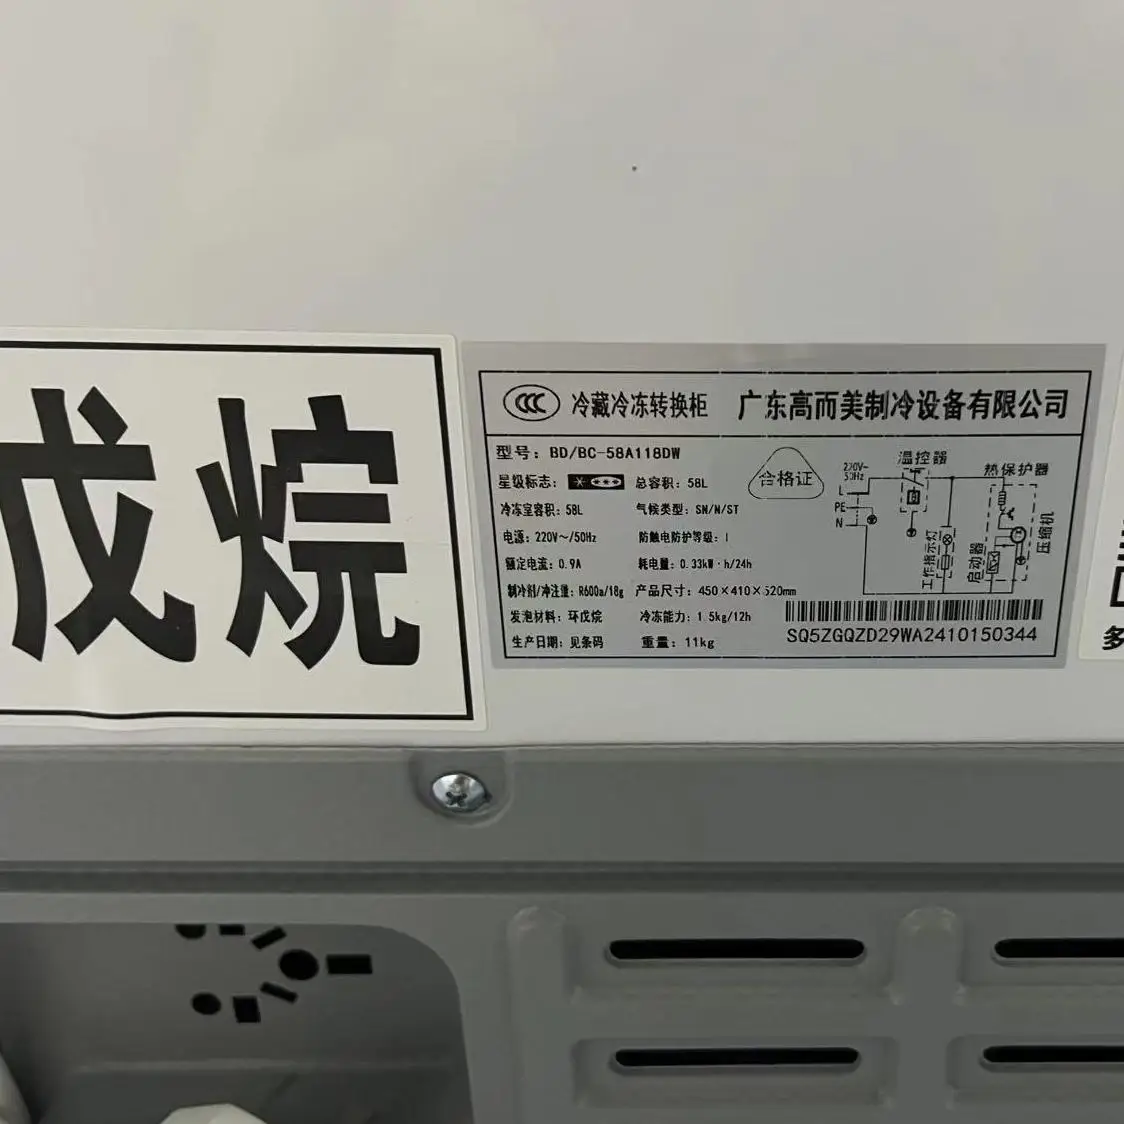 戊烷
CCC 冷藏冷冻转换柜 广东高而美制冷设备有限公司
型号：BD/BC-58A118DW
星级标志： 总容积：58L
冷冻室容积：58L 气候类型：SN/N/ST
电源：220V～/50Hz 防触电防护等级：I
额定电流：0.9A 耗电量：0.33kW·h/24h
制冷剂/冲注量：R600a/18g 产品尺寸：450×410×520mm
发泡材料：环戊烷 冷冻能力：1.5kg/12h
生产日期：见条码 重量：11kg
合格证
220V~
50Hz
L
PE
N
温控器
热保护器
工作指示灯
启动器
压缩机
SQ5ZGQZD29WA2410150344
多